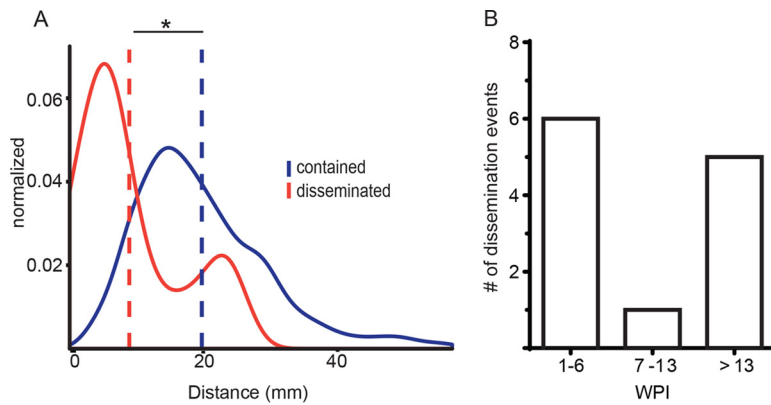 A
*
normalized
0.06
0.04
0.02
contained
disseminated
0
20
40
Distance (mm)
B
# of dissemination events
8
6
4
2
1-6
7 -13
> 13
WPI